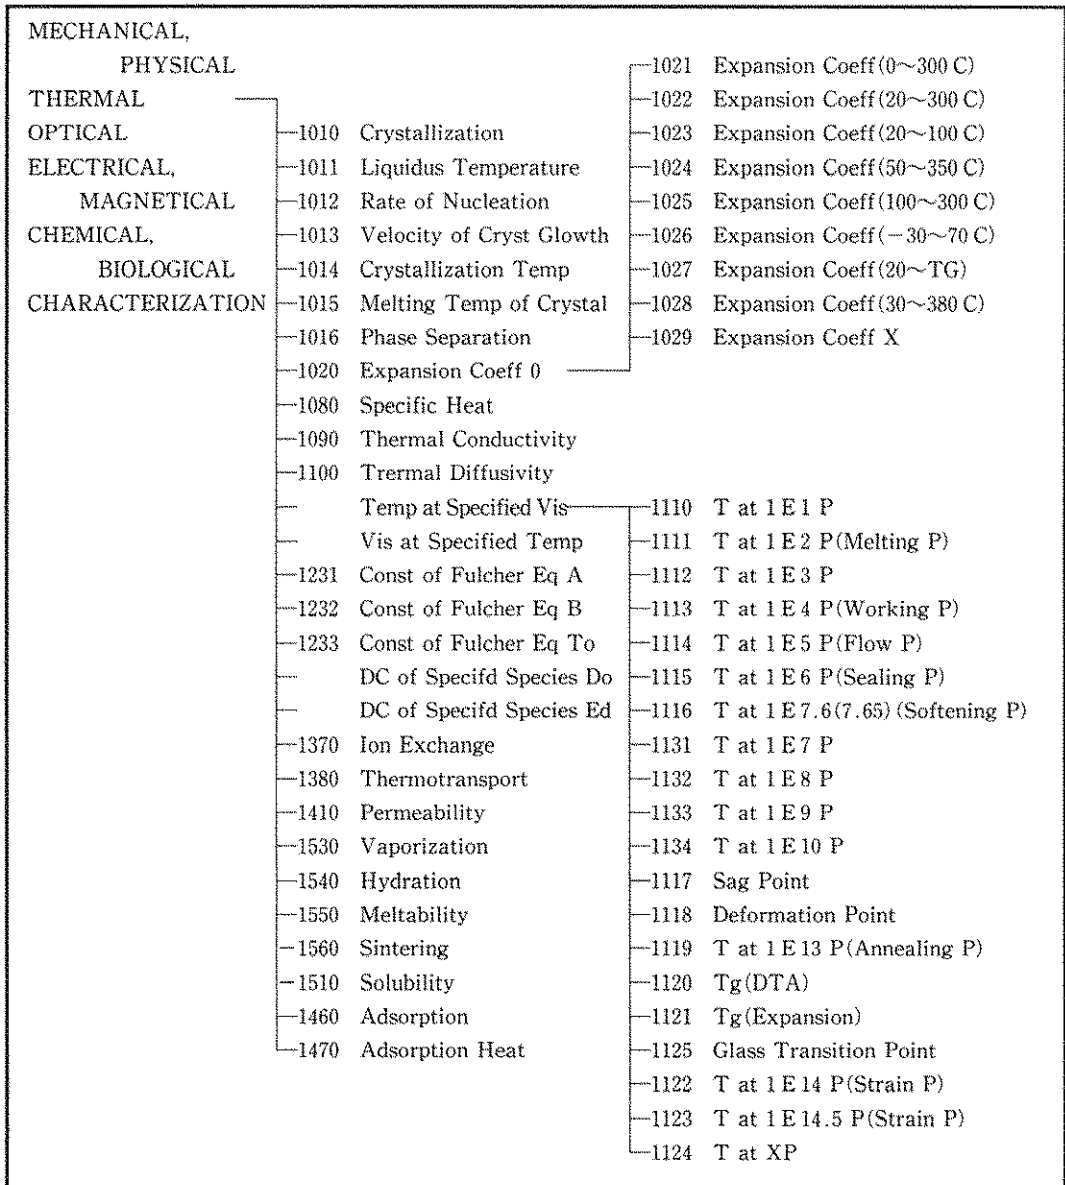 MECHANICAL,
PHYSICAL
THERMAL
OPTICAL
ELECTRICAL,
MAGNETICAL
CHEMICAL,
BIOLOGICAL
CHARACTERIZATION
1010 Crystallization
1011 Liquidus Temperature
1012 Rate of Nucleation
1013 Velocity of Cryst Glowth
1014 Crystallization Temp
1015 Melting Temp of Crystal
1016 Phase Separation
1020 Expansion Coeff 0
1080 Specific Heat
1090 Thermal Conductivity
1100 Trermal Diffusivity
Temp at Specified Vis
Vis at Specified Temp
1231 Const of Fulcher Eq A
1232 Const of Fulcher Eq B
1233 Const of Fulcher Eq To
DC of Specifd Species Do
DC of Specifd Species Ed
1370 Ion Exchange
1380 Thermotransport
1410 Permeability
1530 Vaporization
1540 Hydration
1550 Meltability
1560 Sintering
1510 Solubility
1460 Adsorption
1470 Adsorption Heat
1021 Expansion Coeff(0～300 C)
1022 Expansion Coeff(20～300 C)
1023 Expansion Coeff(20～100 C)
1024 Expansion Coeff(50～350 C)
1025 Expansion Coeff(100～300 C)
1026 Expansion Coeff(−30～70 C)
1027 Expansion Coeff(20～TG)
1028 Expansion Coeff(30～380 C)
1029 Expansion Coeff X
1110 T at 1 E 1 P
1111 T at 1 E 2 P(Melting P)
1112 T at 1 E 3 P
1113 T at 1 E 4 P(Working P)
1114 T at 1 E 5 P(Flow P)
1115 T at 1 E 6 P(Sealing P)
1116 T at 1 E 7.6(7.65)(Softening P)
1131 T at 1 E 7 P
1132 T at 1 E 8 P
1133 T at 1 E 9 P
1134 T at 1 E 10 P
1117 Sag Point
1118 Deformation Point
1119 T at 1 E 13 P(Annealing P)
1120 Tg(DTA)
1121 Tg(Expansion)
1125 Glass Transition Point
1122 T at 1 E 14 P(Strain P)
1123 T at 1 E 14.5 P(Strain P)
1124 T at XP